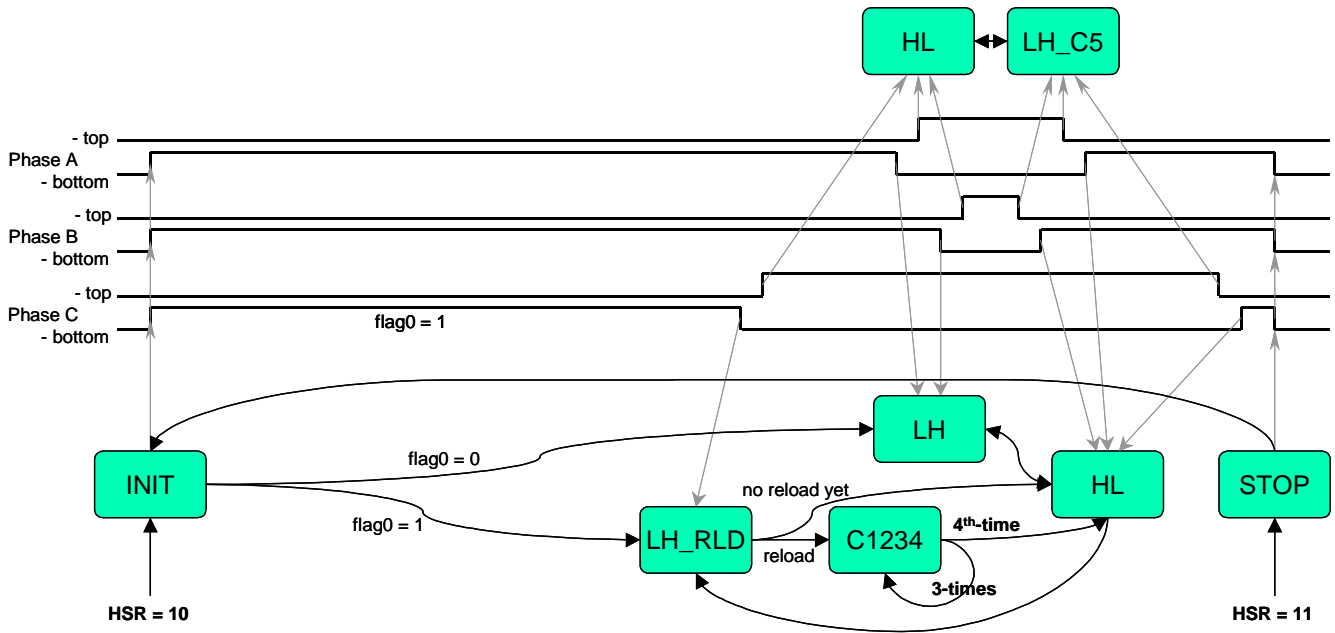 HL
LH_C5
- top
Phase A
- bottom
- top
Phase B
- bottom
- top
Phase C
flag0 = 1
- bottom
LH
flag0 = 0
INIT
HL
STOP
no reload yet
flag0 = 1
4th-time
LH_RLD
C1234
reload
3-times
HSR = 10
HSR = 11